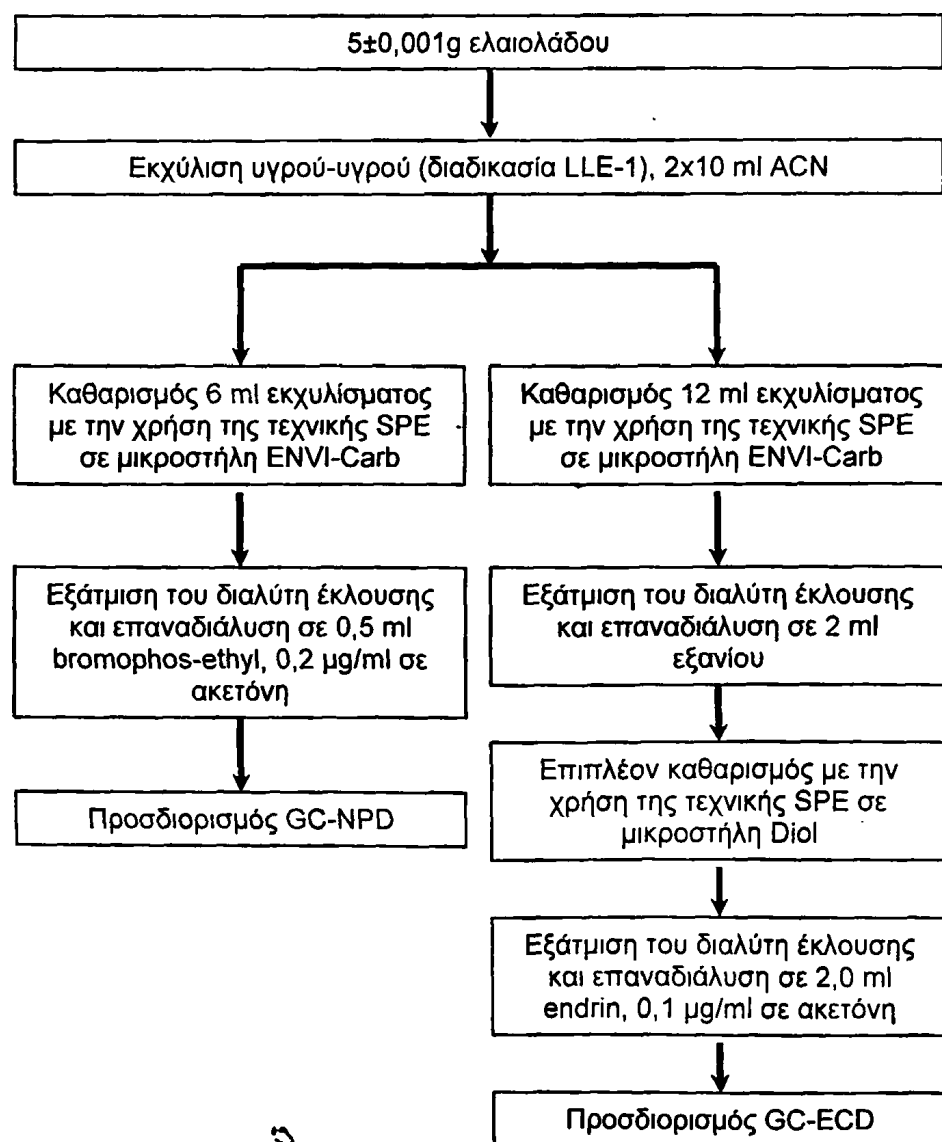 5±0,001g ελαιολάδου
Εκχύλιση υγρού-υγρού (διαδικασία LLE-1), 2x10 ml ACN
Καθαρισμός 6 ml εκχυλίσματος
με την χρήση της τεχνικής SPE
σε μικροστήλη ENVI-Carb
Εξάτμιση του διαλύτη έκλουσης
και επαναδιάλυση σε 0,5 ml
bromophos-ethyl, 0,2 μg/ml σε
ακετόνη
Προσδιορισμός GC-NPD
Καθαρισμός 12 ml εκχυλίσματος
με την χρήση της τεχνικής SPE
σε μικροστήλη ENVI-Carb
Εξάτμιση του διαλύτη έκλουσης
και επαναδιάλυση σε 2 ml
εξανίου
Επιπλέον καθαρισμός με την
χρήση της τεχνικής SPE σε
μικροστήλη Diol
Εξάτμιση του διαλύτη έκλουσης
και επαναδιάλυση σε 2,0 ml
endrin, 0,1 μg/ml σε ακετόνη
Προσδιορισμός GC-ECD